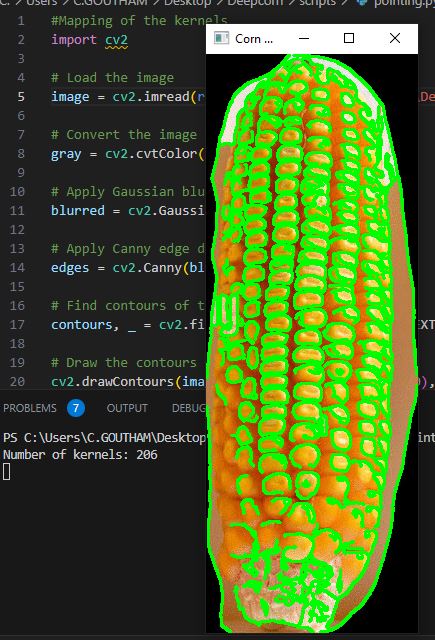 C: > Users > C.GOUTHAM > Desktop > Deepcorn > scripts > pointing.py
1 #Mapping of the kernels
2 import cv2
3
4 # Load the image
5 image = cv2.imread(r
6
7 # Convert the image
8 gray = cv2.cvtColor(
9
10 # Apply Gaussian blu
11 blurred = cv2.Gaussi
12
13 # Apply Canny edge d
14 edges = cv2.Canny(bl
15
16 # Find contours of t
17 contours, _ = cv2.fi EXT
18
19 # Draw the contours
20 cv2.drawContours(ima ),
Corn ...
PROBLEMS 7 OUTPUT DEBUG
PS C:\Users\C.GOUTHAM\Desktop int
Number of kernels: 206